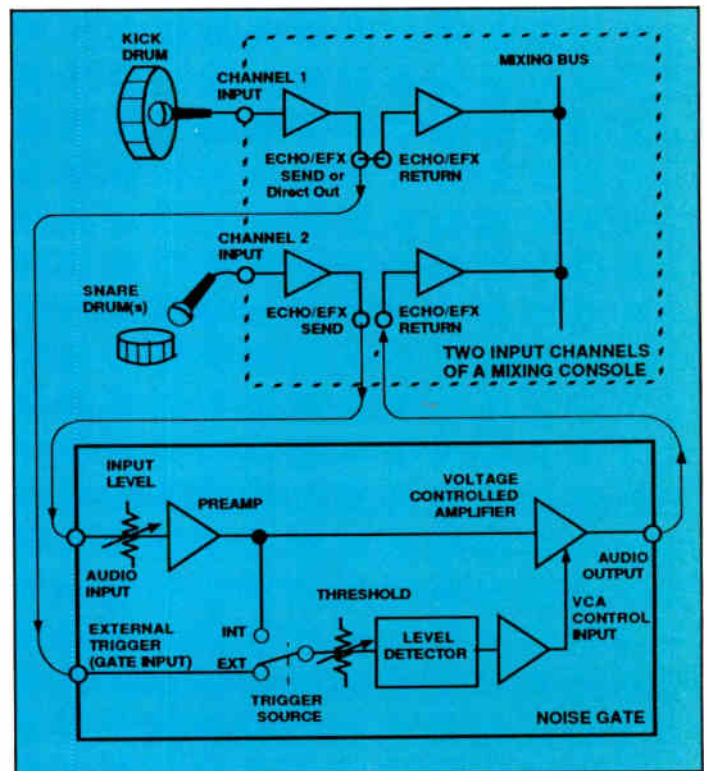 KICK
DRUM
CHANNEL 1
INPUT
MIXING BUS
ECHO/EFX
SEND or
Direct Out
ECHO/EFX
RETURN
CHANNEL 2
INPUT
SNARE
DRUM(s)
ECHO/EFX
SEND
ECHO/EFX
RETURN
TWO INPUT CHANNELS
OF A MIXING CONSOLE
INPUT
LEVEL
PREAMP
VOLTAGE
CONTROLLED
AMPLIFIER
AUDIO
INPUT
AUDIO
OUTPUT
THRESHOLD
VCA
CONTROL
INPUT
EXTERNAL
TRIGGER
(GATE INPUT)
INT
EXT
LEVEL
DETECTOR
TRIGGER
SOURCE
NOISE GATE